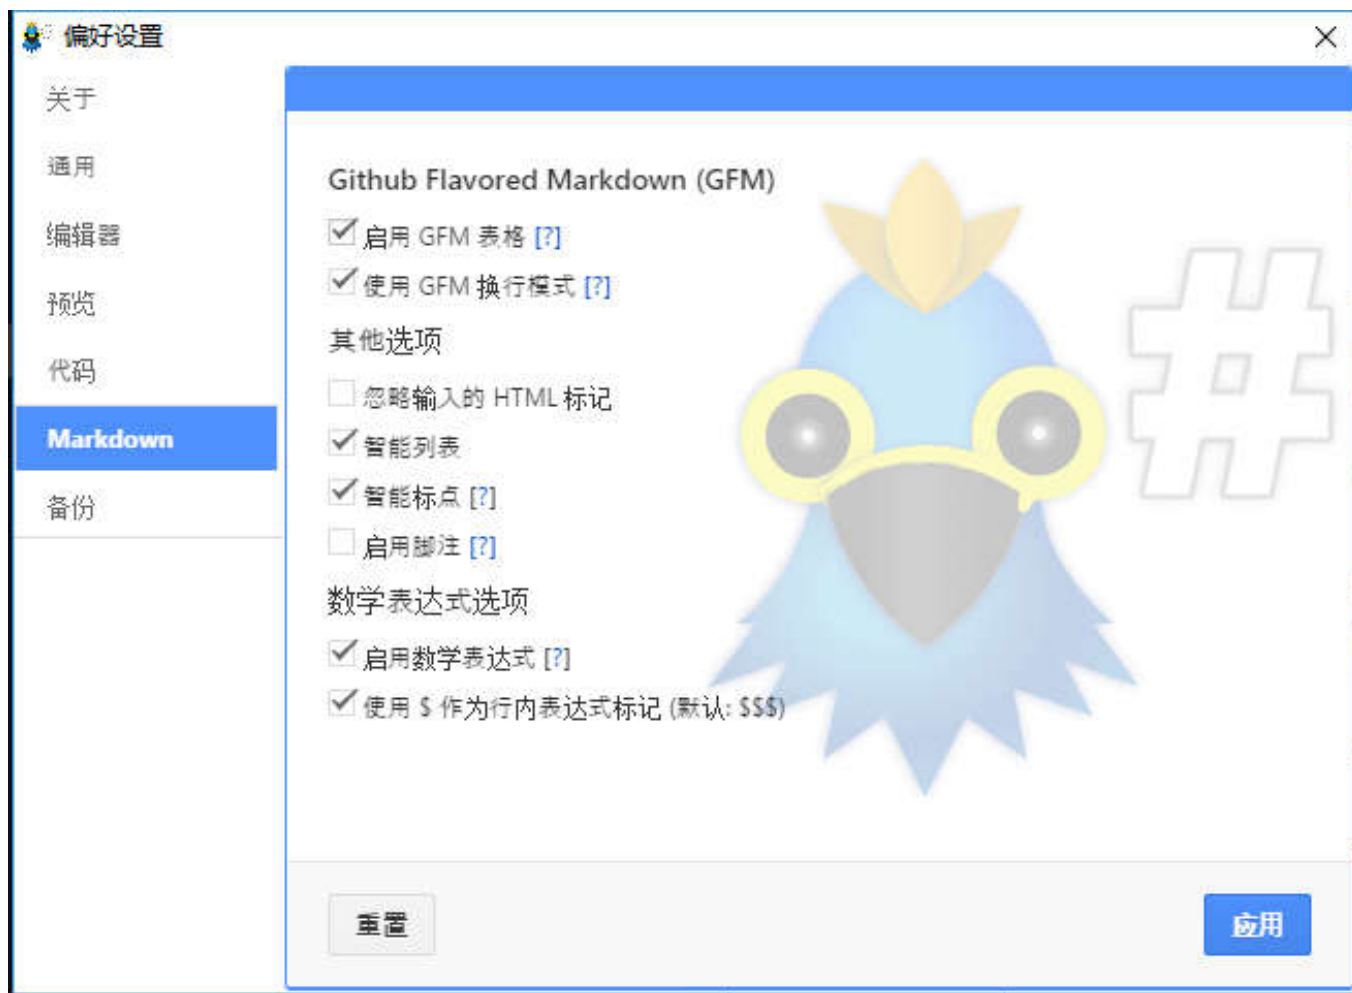 偏好设置
关于
通用
编辑器
预览
代码
Markdown
备份
Github Flavored Markdown (GFM)
启用 GFM 表格 [?]
使用 GFM 换行模式 [?]
其他选项
忽略输入的 HTML 标记
智能列表
智能标点 [?]
启用脚注 [?]
数学表达式选项
启用数学表达式 [?]
使用 $ 作为行内表达式标记 (默认: $$$)
#
重置
应用